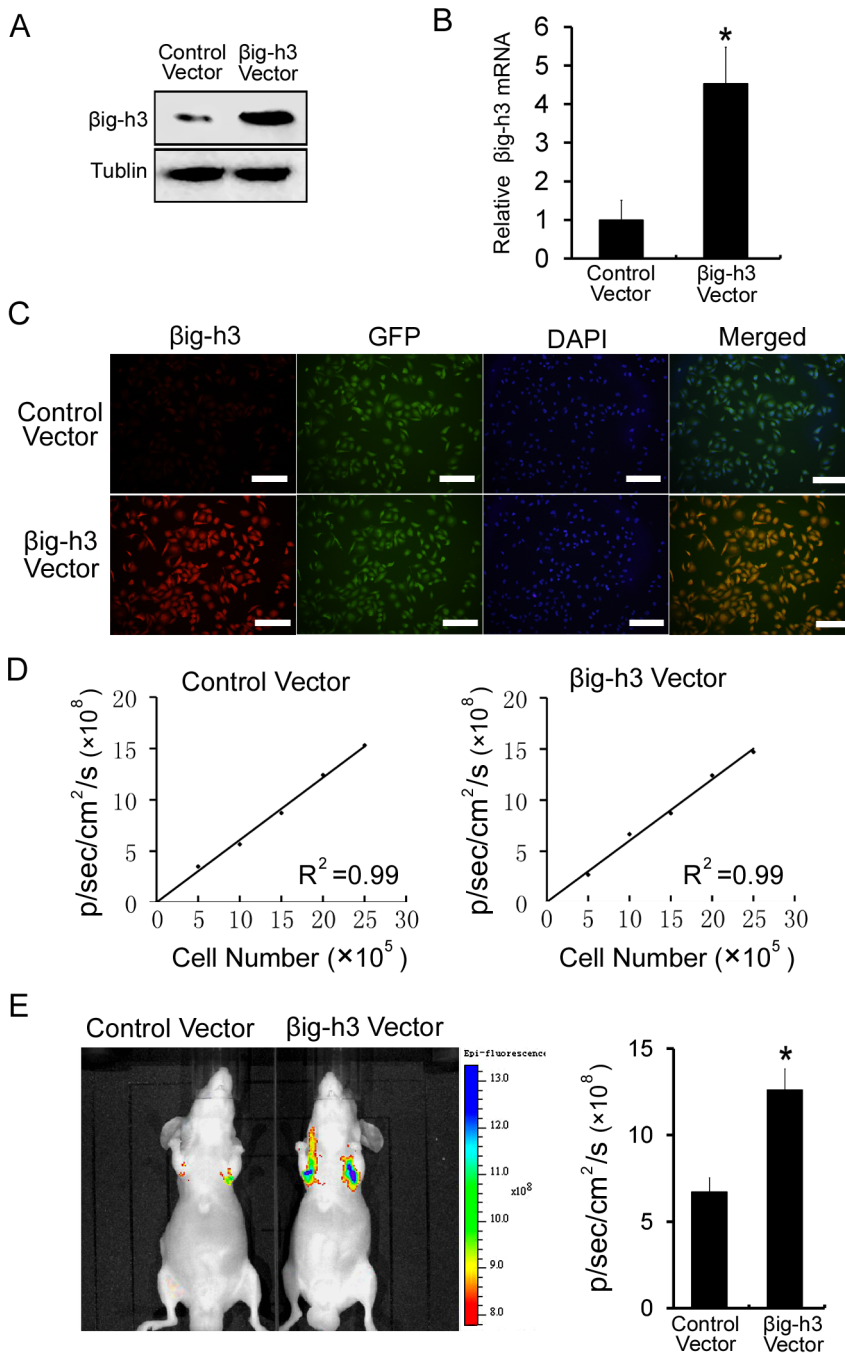 A
Control
Vector
βig-h3
Vector
βig-h3
Tublin
B
Relative βig-h3 mRNA
6
5
4
3
2
1
0
*
Control
Vector
βig-h3
Vector
C
βig-h3
GFP
DAPI
Merged
Control
Vector
βig-h3
Vector
D
Control Vector
p/sec/cm²/s (×10⁸)
20
15
10
5
0
0 5 10 15 20 25 30
R² =0.99
Cell Number (×10⁵)
βig-h3 Vector
p/sec/cm²/s (×10⁸)
20
15
10
5
0
0 5 10 15 20 25 30
R² =0.99
Cell Number (×10⁵)
E
Control Vector
βig-h3 Vector
Epi-fluorescence
13.0
12.0
11.0
x10⁸
10.0
9.0
8.0
p/sec/cm²/s (×10⁸)
15
10
5
0
*
Control
Vector
βig-h3
Vector